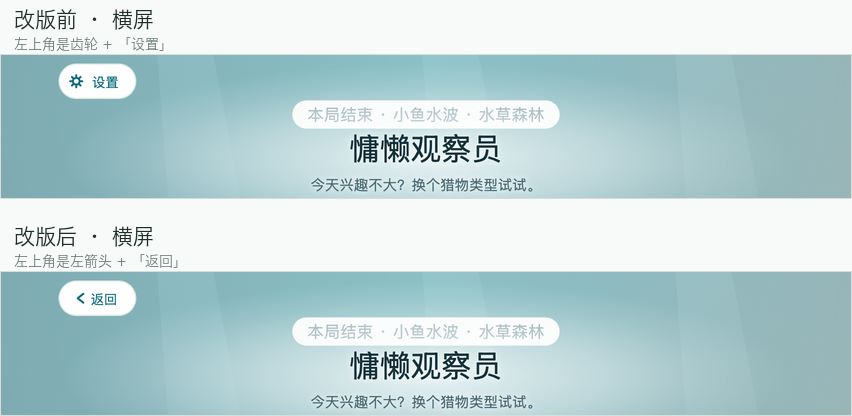 改版前 · 横屏
左上角是齿轮 + 「设置」
设置
本局结束 · 小鱼水波 · 水草森林
慵懒观察员
今天兴趣不大？换个猎物类型试试。
改版后 · 横屏
左上角是左箭头 + 「返回」
返回
本局结束 · 小鱼水波 · 水草森林
慵懒观察员
今天兴趣不大？换个猎物类型试试。